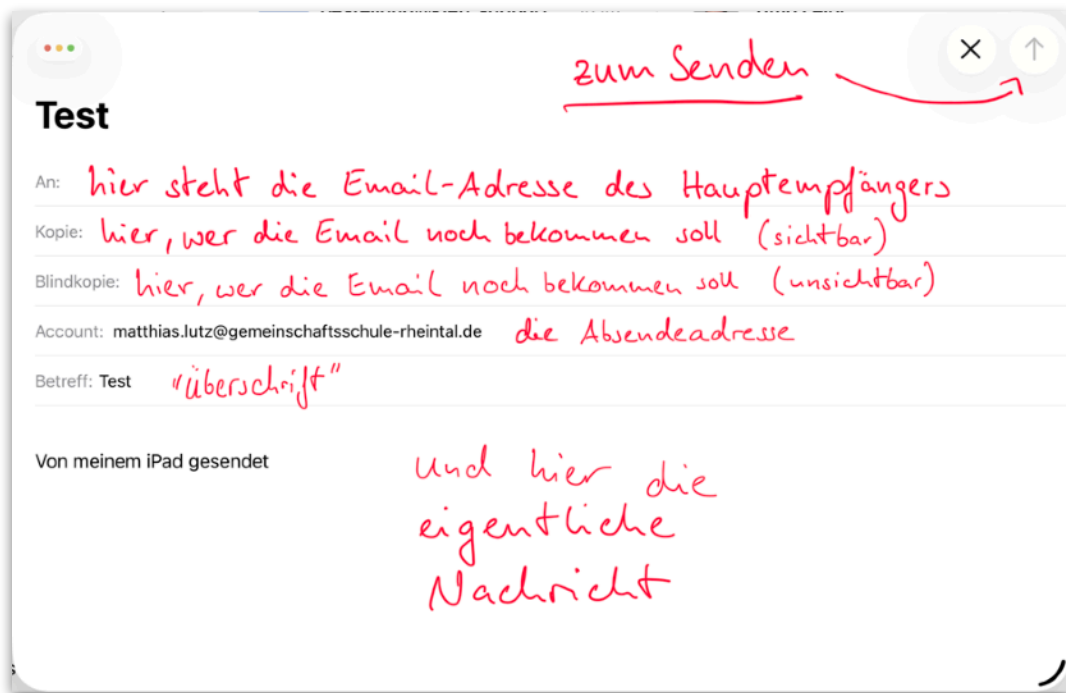 zum Senden
Test
An: hier steht die Email-Adresse des Hauptempfängers
Kopie: hier, wer die Email noch bekommen soll (sichtbar)
Blindkopie: hier, wer die Email noch bekommen soll (unsichtbar)
Account: matthias.lutz@gemeinschaftsschule-rheintal.de die Absendeadresse
Betreff: Test "überschrift"
Von meinem iPad gesendet
und hier die
eigentliche
Nachricht